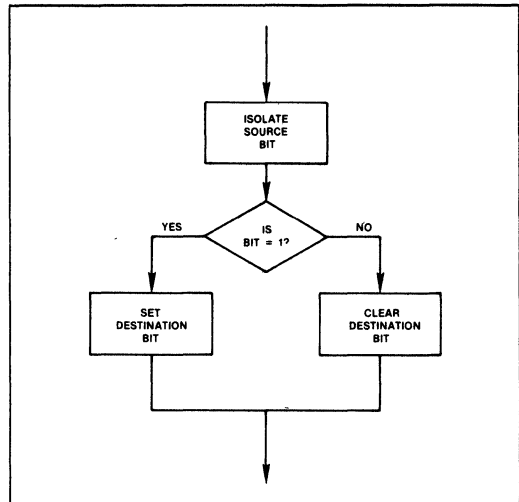 ISOLATE
SOURCE
BIT
IS
BIT = 1?
YES
NO
SET
DESTINATION
BIT
CLEAR
DESTINATION
BIT